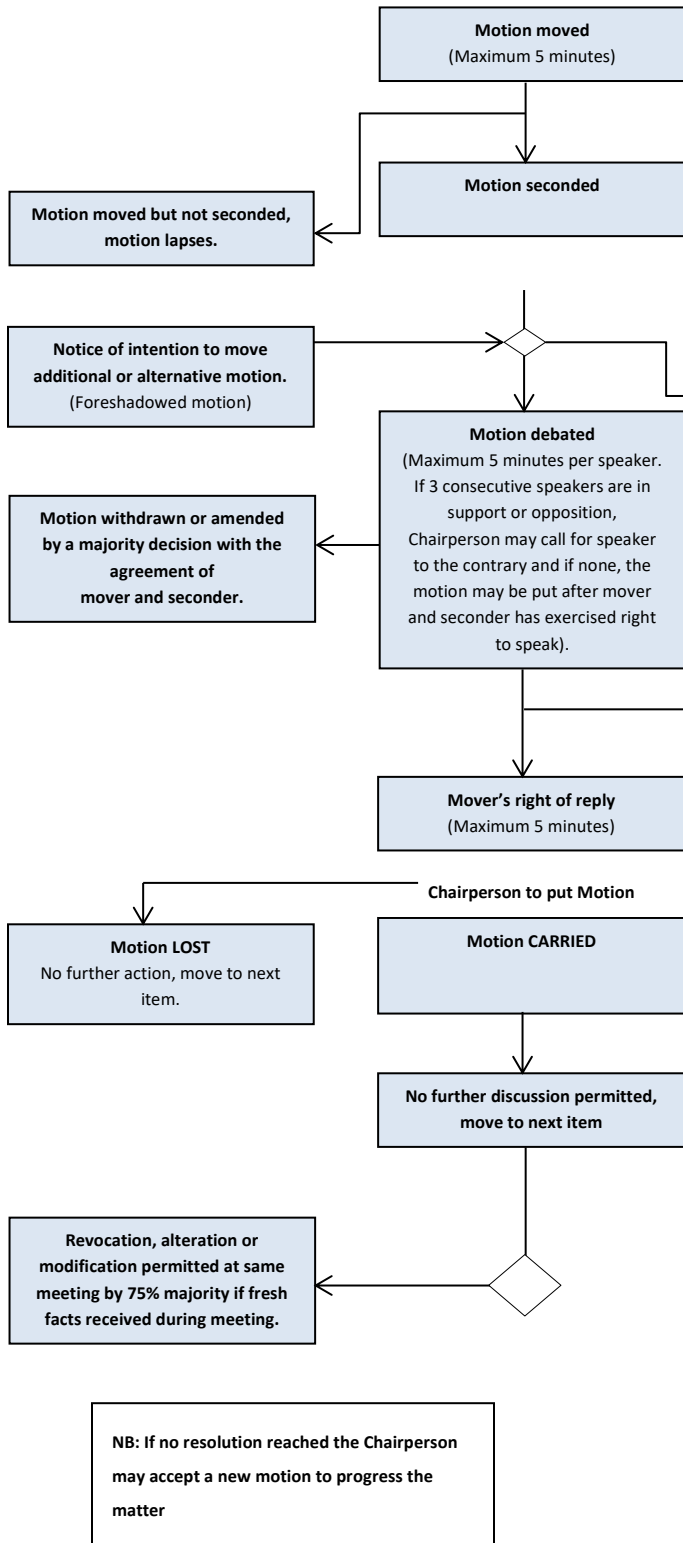 Motion moved
(Maximum 5 minutes)
Motion seconded
Motion moved but not seconded,
motion lapses.
Notice of intention to move
additional or alternative motion.
(Foreshadowed motion)
Motion debated
(Maximum 5 minutes per speaker.
If 3 consecutive speakers are in
support or opposition,
Chairperson may call for speaker
to the contrary and if none, the
motion may be put after mover
and seconder has exercised right
to speak).
Motion withdrawn or amended
by a majority decision with the
agreement of
mover and seconder.
Mover’s right of reply
(Maximum 5 minutes)
Chairperson to put Motion
Motion LOST
No further action, move to next
item.
Motion CARRIED
No further discussion permitted,
move to next item
Revocation, alteration or
modification permitted at same
meeting by 75% majority if fresh
facts received during meeting.
NB: If no resolution reached the Chairperson
may accept a new motion to progress the
matter